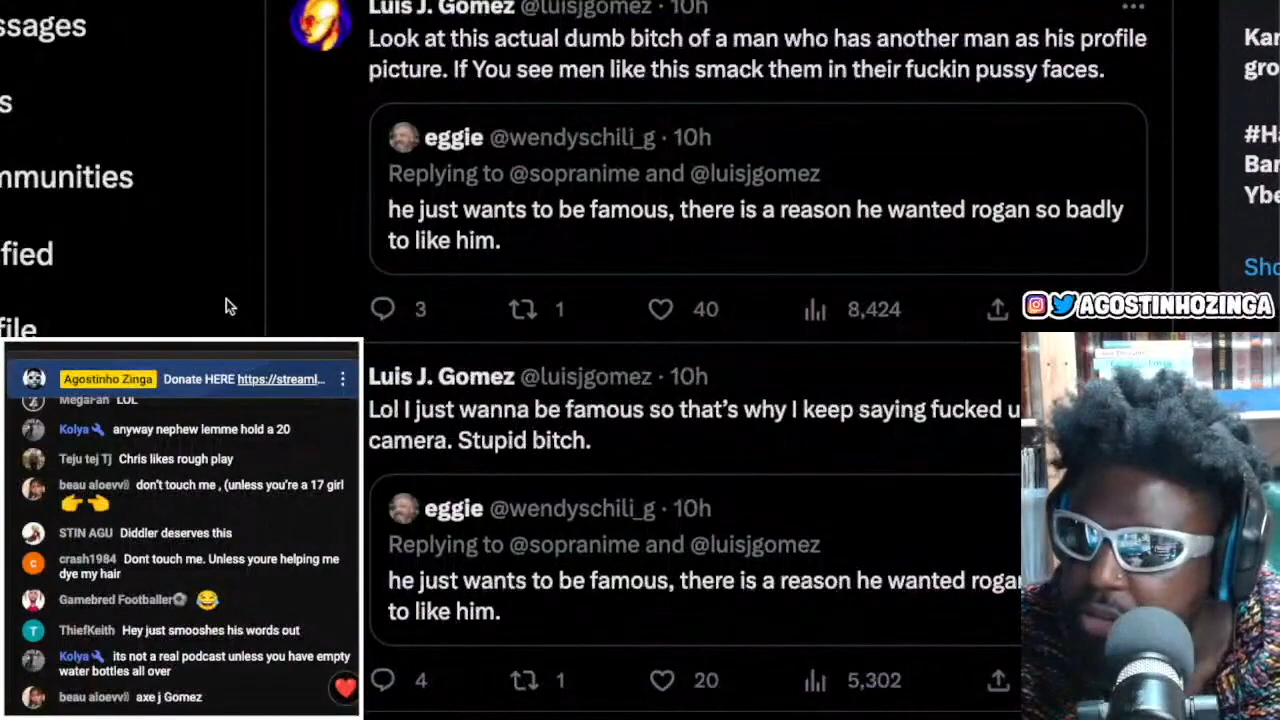 ssages
s
mmunities
fied
file
Luis J. Gomez @luisjgomez · 10h
Look at this actual dumb bitch of a man who has another man as his profile
picture. If You see men like this smack them in their fuckin pussy faces.
eggie @wendyschili_g · 10h
Replying to @sopranime and @luisjgomez
he just wants to be famous, there is a reason he wanted rogan so badly
to like him.
3 1 40 8,424
Luis J. Gomez @luisjgomez · 10h
Lol I just wanna be famous so that's why I keep saying fucked u
camera. Stupid bitch.
eggie @wendyschili_g · 10h
Replying to @sopranime and @luisjgomez
he just wants to be famous, there is a reason he wanted rogan
to like him.
4 1 20 5,302
Kar
gro
#Ha
Bar
Ybe
Sho
AGOSTINHOZINGA
Agostinho Zinga Donate HERE https://streaml...
MegaFan LOL
Kolya anyway nephew lemme hold a 20
Teju tej Tj Chris likes rough play
beau aloevv don't touch me , (unless you're a 17 girl
STIN AGU Diddler deserves this
crash1984 Dont touch me. Unless youre helping me
dye my hair
Gamebred Footballer
ThiefKeith Hey just smooshes his words out
Kolya its not a real podcast unless you have empty
water bottles all over
beau aloevv axe j Gomez